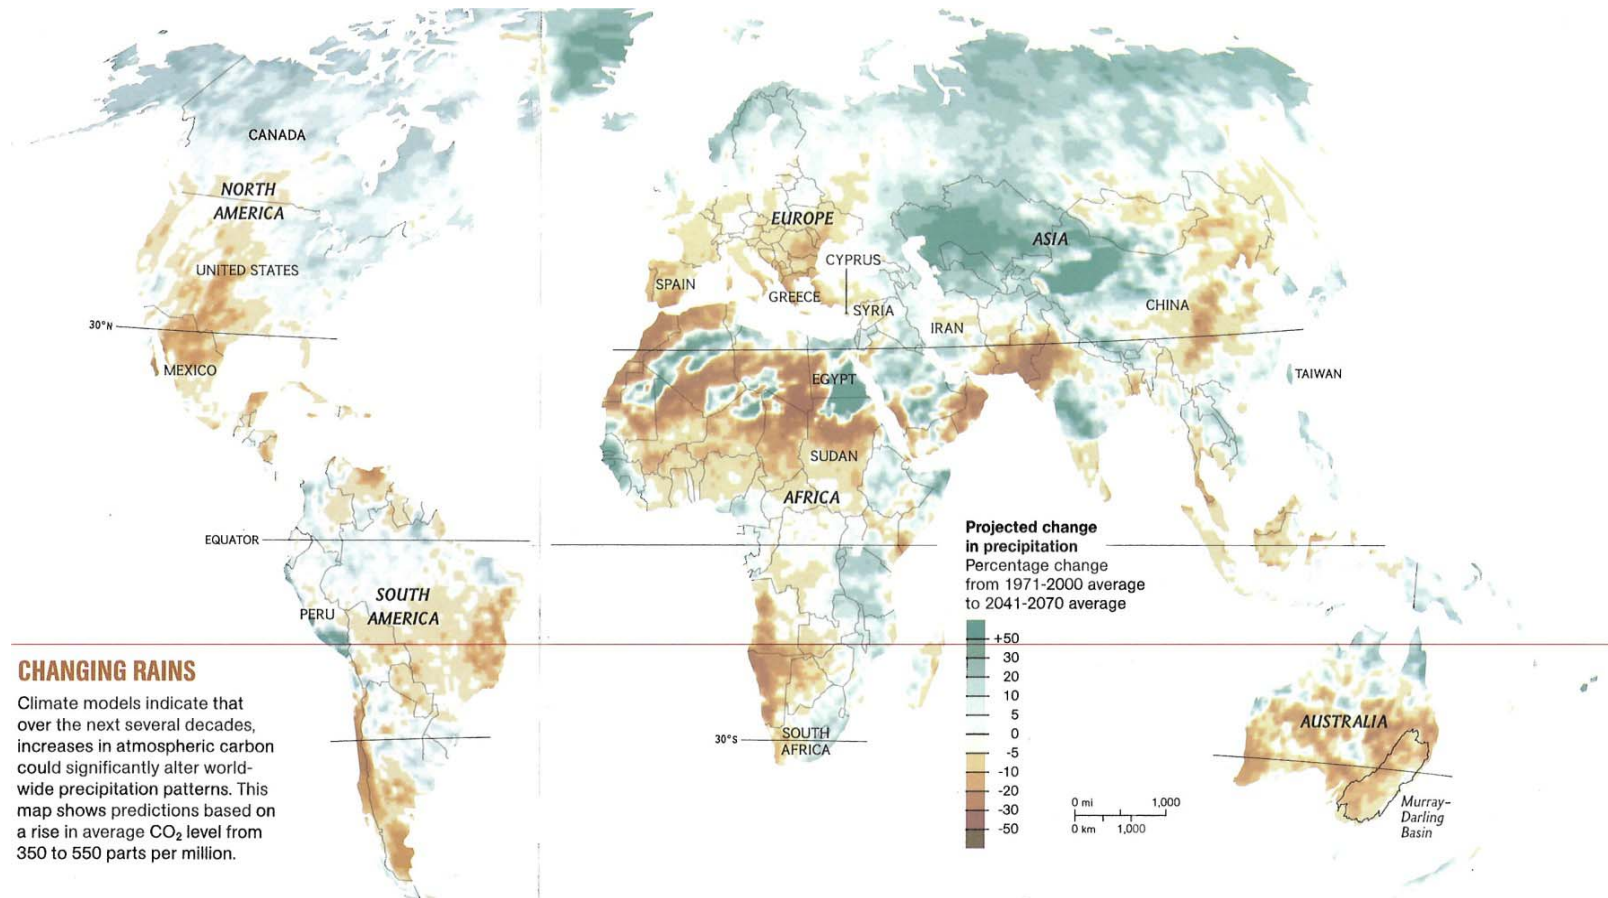 CANADA
NORTH
AMERICA
UNITED STATES
30°N
MEXICO
EQUATOR
SOUTH
AMERICA
PERU
EUROPE
ASIA
CYPRUS
SPAIN
GREECE
SYRIA
IRAN
CHINA
TAIWAN
EGYPT
SUDAN
AFRICA
30°S
SOUTH
AFRICA
AUSTRALIA
Murray-
Darling
Basin
Projected change
in precipitation
Percentage change
from 1971-2000 average
to 2041-2070 average
+50
30
20
10
5
0
-5
-10
-20
-30
-50
0 mi 1,000
0 km 1,000
CHANGING RAINS
Climate models indicate that
over the next several decades,
increases in atmospheric carbon
could significantly alter world-
wide precipitation patterns. This
map shows predictions based on
a rise in average CO₂ level from
350 to 550 parts per million.